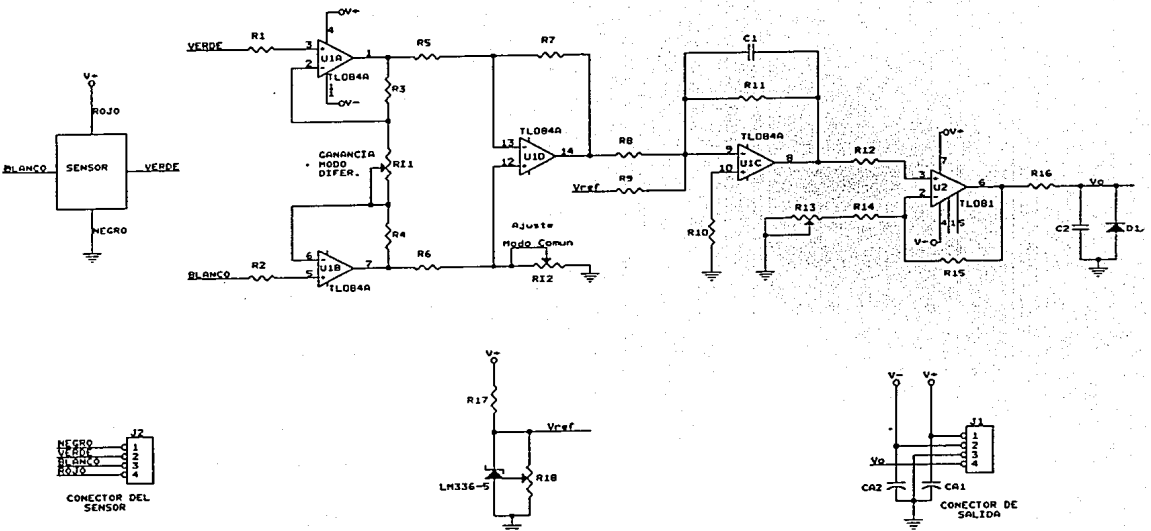 V+
ROJO
BLANCO
SENSOR
VERDE
NEGRO
VERDE
R1
3
2
4
V+
U1A
1
TL084A
11
V-
R3
R5
R7
GANANCIA
MODO
DIFER.
RI1
R4
BLANCO
R2
6
5
U1B
7
TL084A
R6
TL084A
13
12
U1D
14
Ajuste
Modo Comun
RI2
R8
Vref
R9
C1
R11
TL084A
9
10
U1C
8
R10
R12
R13
R14
V+
7
3
2
U2
6
TL081
4
1
5
V-
R15
R16
Vo
C2
D1
V+
R17
Vref
LM336-5
R18
J2
NEGRO 1
VERDE 2
BLANCO 3
ROJO 4
CONECTOR DEL
SENSOR
V-
V+
J1
1
2
3
4
Vo
CA2
CA1
CONECTOR DE
SALIDA